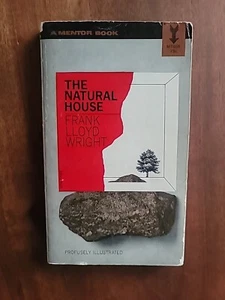 A MENTOR BOOK
THE
NATURAL
HOUSE
FRANK
LLOYD
WRIGHT
PROFUSELY ILLUSTRATED